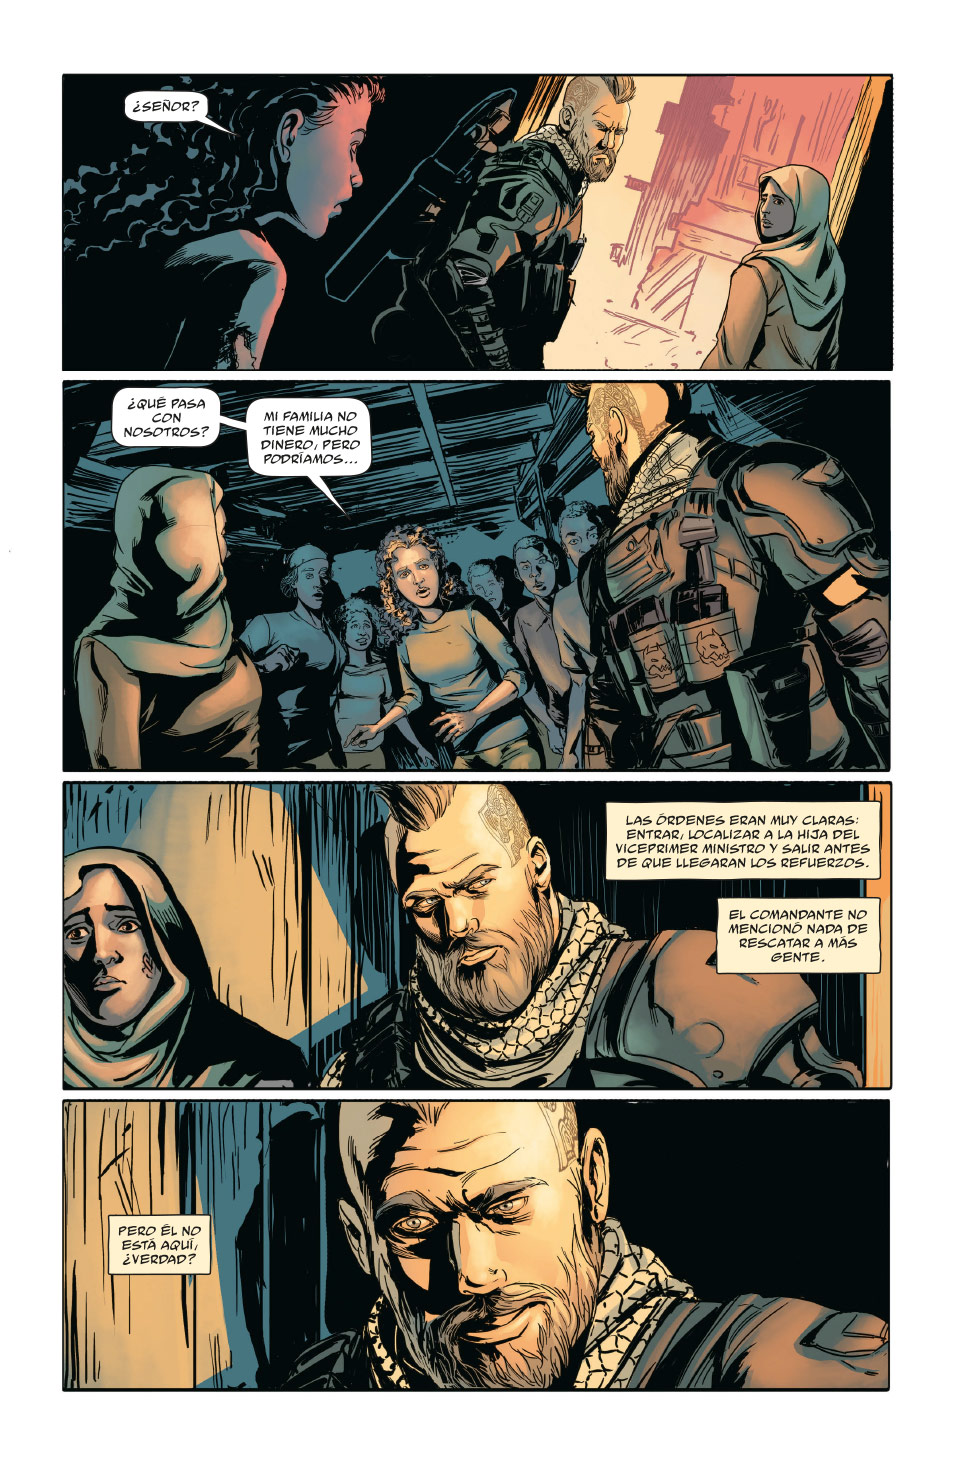 ¿SEÑOR?
¿QUÉ PASA
CON
NOSOTROS?
MI FAMILIA NO
TIENE MUCHO
DINERO, PERO
PODRÍAMOS...
LAS ÓRDENES ERAN MUY CLARAS:
ENTRAR, LOCALIZAR A LA HIJA DEL
VICEPRIMER MINISTRO Y SALIR ANTES
DE QUE LLEGARAN LOS REFUERZOS.
EL COMANDANTE NO
MENCIONÓ NADA DE
RESCATAR A MÁS
GENTE.
PERO ÉL NO
ESTÁ AQUÍ,
¿VERDAD?